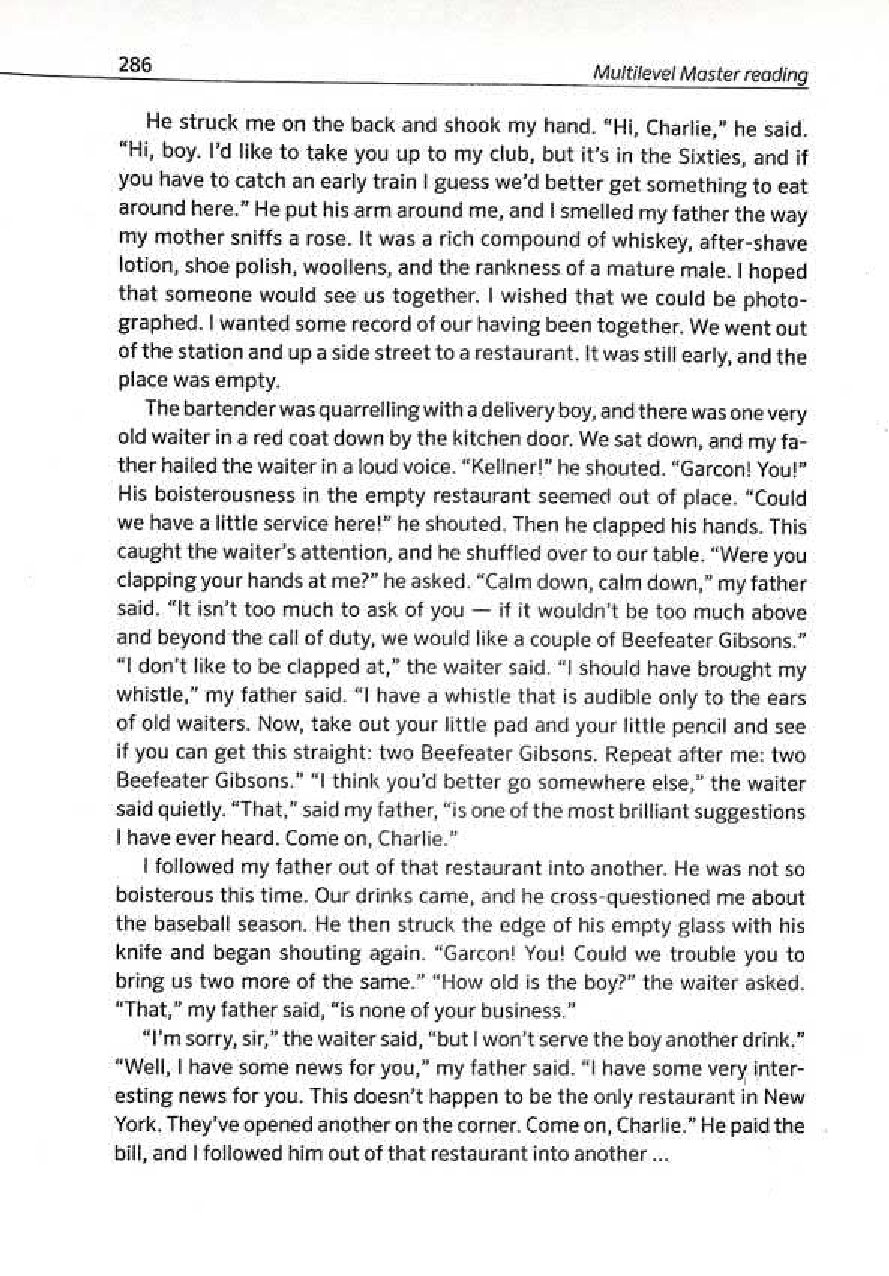 286
Multilevel Master reading
He struck me on the back and shook my hand. “Hi, Charlie,” he said.
“Hi, boy. I’d like to take you up to my club, but it’s in the Sixties, and if
you have to catch an early train I guess we’d better get something to eat
around here.” He put his arm around me, and I smelled my father the way
my mother sniffs a rose. It was a rich compound of whiskey, after-shave
lotion, shoe polish, woollens, and the rankness of a mature male. I hoped
that someone would see us together. I wished that we could be photo-
graphed. I wanted some record of our having been together. We went out
of the station and up a side street to a restaurant. It was still early, and the
place was empty.
The bartender was quarrelling with a delivery boy, and there was one very
old waiter in a red coat down by the kitchen door. We sat down, and my fa-
ther hailed the waiter in a loud voice. “Kellner!” he shouted. “Garcon! You!”
His boisterousness in the empty restaurant seemed out of place. “Could
we have a little service here!” he shouted. Then he clapped his hands. This
caught the waiter’s attention, and he shuffled over to our table. “Were you
clapping your hands at me?” he asked. “Calm down, calm down,” my father
said. “It isn’t too much to ask of you — if it wouldn’t be too much above
and beyond the call of duty, we would like a couple of Beefeater Gibsons.”
“I don’t like to be clapped at,” the waiter said. “I should have brought my
whistle,” my father said. “I have a whistle that is audible only to the ears
of old waiters. Now, take out your little pad and your little pencil and see
if you can get this straight: two Beefeater Gibsons. Repeat after me: two
Beefeater Gibsons.” “I think you’d better go somewhere else,” the waiter
said quietly. “That,” said my father, “is one of the most brilliant suggestions
I have ever heard. Come on, Charlie.”
I followed my father out of that restaurant into another. He was not so
boisterous this time. Our drinks came, and he cross-questioned me about
the baseball season. He then struck the edge of his empty glass with his
knife and began shouting again. “Garcon! You! Could we trouble you to
bring us two more of the same.” “How old is the boy?” the waiter asked.
“That,” my father said, “is none of your business.”
“I’m sorry, sir,” the waiter said, “but I won’t serve the boy another drink.”
“Well, I have some news for you,” my father said. “I have some very inter-
esting news for you. This doesn’t happen to be the only restaurant in New
York. They’ve opened another on the corner. Come on, Charlie.” He paid the
bill, and I followed him out of that restaurant into another ...